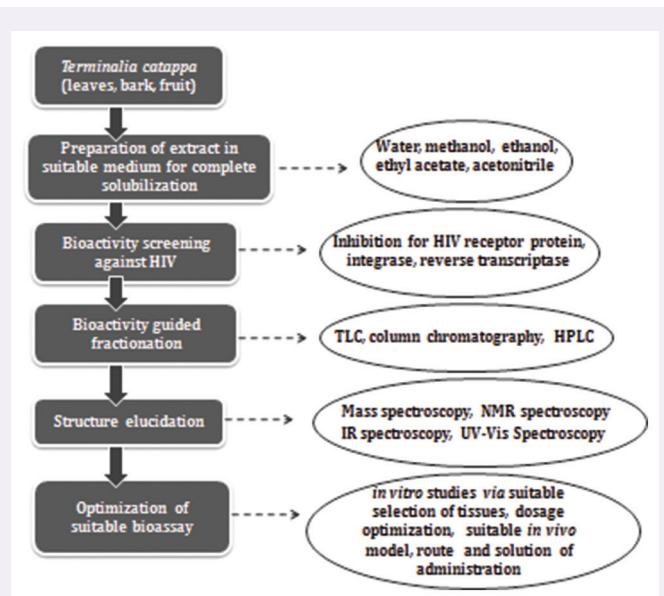 Terminalia catappa
(leaves, bark, fruit)
Preparation of extract in
suitable medium for complete
solubilization
Water, methanol, ethanol,
ethyl acetate, acetonitrile
Bioactivity screening
against HIV
Inhibition for HIV receptor protein,
integrase, reverse transcriptase
Bioactivity guided
fractionation
TLC, column chromatography, HPLC
Structure elucidation
Mass spectroscopy, NMR spectroscopy
IR spectroscopy, UV-Vis Spectroscopy
Optimization of
suitable bioassay
in vitro studies via suitable
selection of tissues, dosage
optimization, suitable in vivo
model, route and solution of
administration